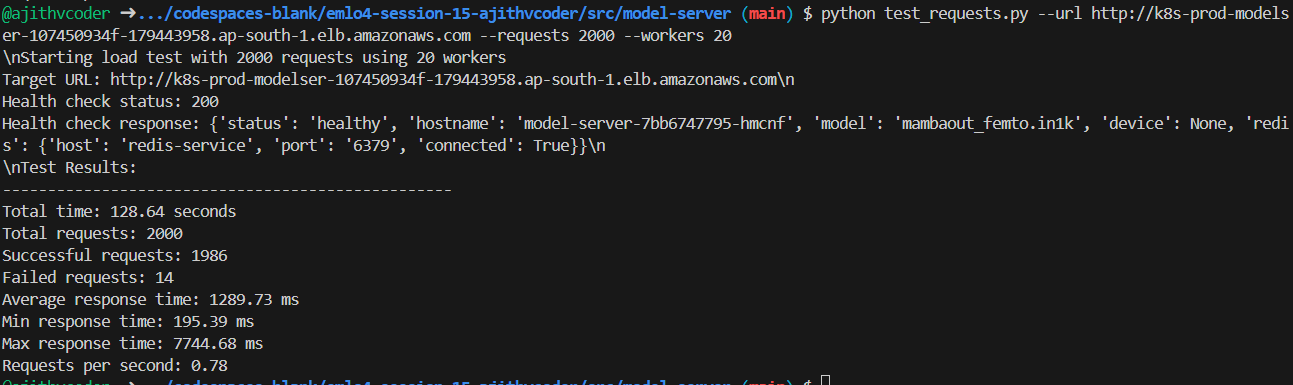 @ajithvcoder ➜.../codespaces-blank/emlo4-session-15-ajithvcoder/src/model-server (main) $ python test_requests.py --url http://k8s-prod-models
er-107450934f-179443958.ap-south-1.elb.amazonaws.com --requests 2000 --workers 20
\nStarting load test with 2000 requests using 20 workers
Target URL: http://k8s-prod-modelser-107450934f-179443958.ap-south-1.elb.amazonaws.com\n
Health check status: 200
Health check response: {'status': 'healthy', 'hostname': 'model-server-7bb6747795-hmcnf', 'model': 'mambaout_femto.in1k', 'device': None, 'redi
s': {'host': 'redis-service', 'port': '6379', 'connected': True}}\n
\nTest Results:
--------------------------------------------------
Total time: 128.64 seconds
Total requests: 2000
Successful requests: 1986
Failed requests: 14
Average response time: 1289.73 ms
Min response time: 195.39 ms
Max response time: 7744.68 ms
Requests per second: 0.78
@ajithvcoder ➜.../codespaces-blank/emlo4-session-15-ajithvcoder/src/model-server (main) $